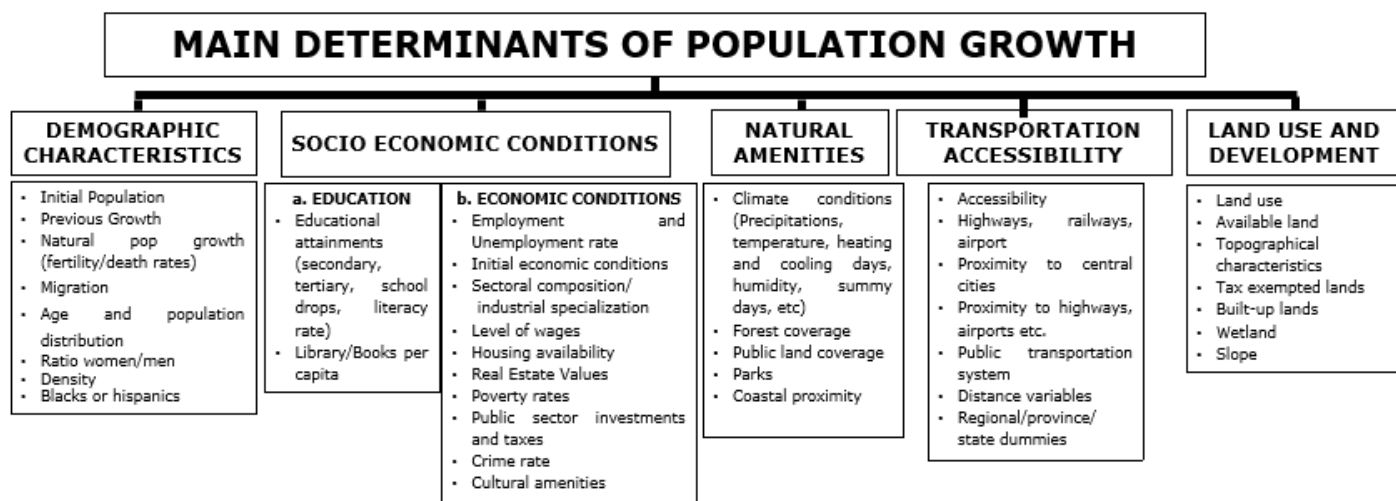 MAIN DETERMINANTS OF POPULATION GROWTH
DEMOGRAPHIC
CHARACTERISTICS
• Initial Population
• Previous Growth
• Natural pop growth
(fertility/death rates)
• Migration
• Age and population
distribution
• Ratio women/men
• Density
• Blacks or hispanics
SOCIO ECONOMIC CONDITIONS
a. EDUCATION
• Educational
attainments
(secondary,
tertiary, school
drops, literacy
rate)
• Library/Books per
capita
b. ECONOMIC CONDITIONS
• Employment and
Unemployment rate
• Initial economic conditions
• Sectoral composition/
industrial specialization
• Level of wages
• Housing availability
• Real Estate Values
• Poverty rates
• Public sector investments
and taxes
• Crime rate
• Cultural amenities
NATURAL
AMENITIES
• Climate conditions
(Precipitations,
temperature, heating
and cooling days,
humidity, summy
days, etc)
• Forest coverage
• Public land coverage
• Parks
• Coastal proximity
TRANSPORTATION
ACCESSIBILITY
• Accessibility
• Highways, railways,
airport
• Proximity to central
cities
• Proximity to highways,
airports etc.
• Public transportation
system
• Distance variables
• Regional/province/
state dummies
LAND USE AND
DEVELOPMENT
• Land use
• Available land
• Topographical
characteristics
• Tax exempted lands
• Built-up lands
• Wetland
• Slope